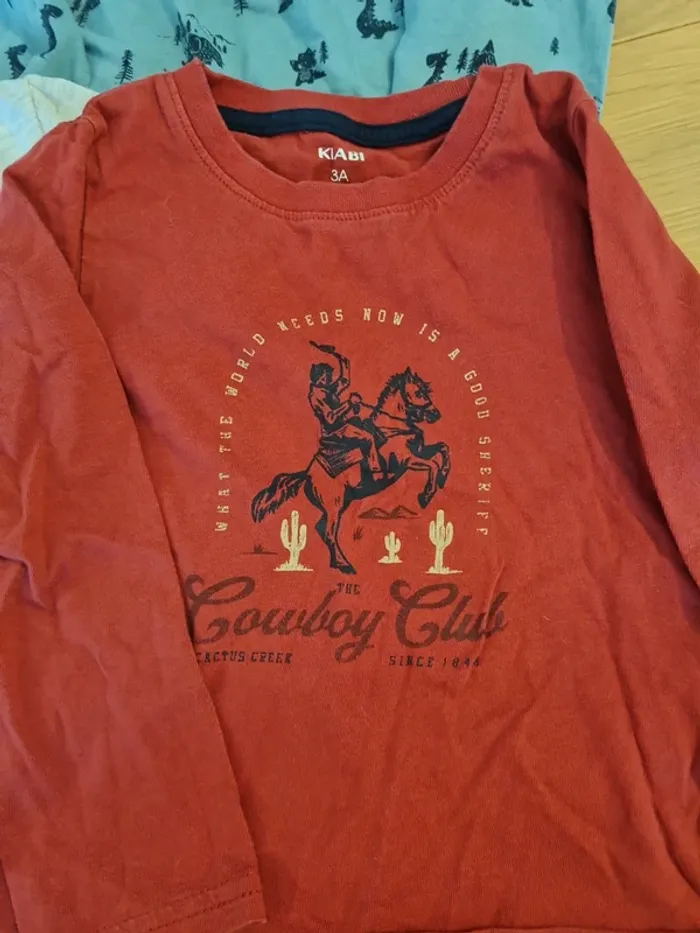 KIABI
3A
WHAT THE WORLD NEEDS NOW IS A GOOD SHERIFF
THE
Cowboy Club
CACTUS CREEK
SINCE 1844